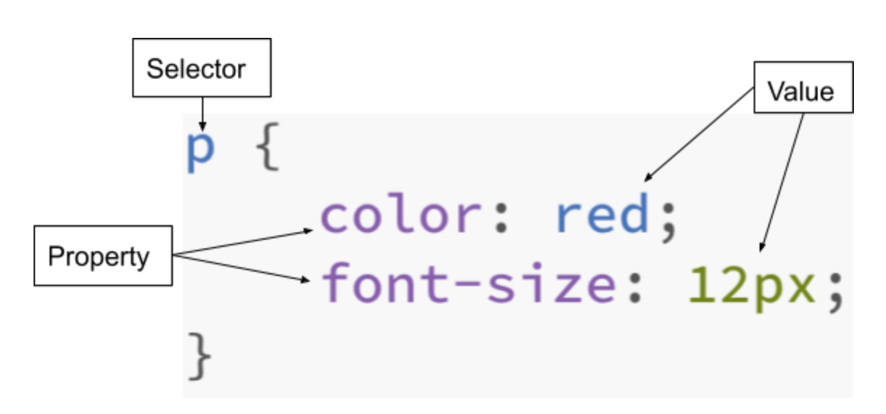 Selector
Value
p {
color: red;
Property
font-size: 12px;
}